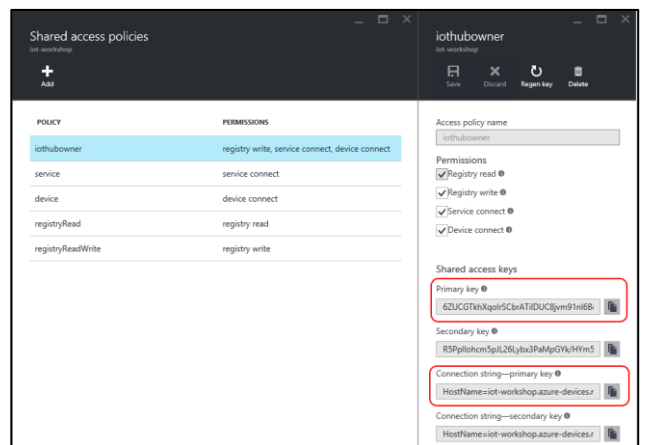 Shared access policies
iot-workshop
Add
POLICY PERMISSIONS
iothubowner registry write, service connect, device connect
service service connect
device device connect
registryRead registry read
registryReadWrite registry write
iothubowner
iot-workshop
Save Discard Regen key Delete
Access policy name
iothubowner
Permissions
Registry read
Registry write
Service connect
Device connect
Shared access keys
Primary key
Secondary key
Connection string—primary key
HostName=iot-workshop.azure-devices.r
Connection string—secondary key
HostName=iot-workshop.azure-devices.r